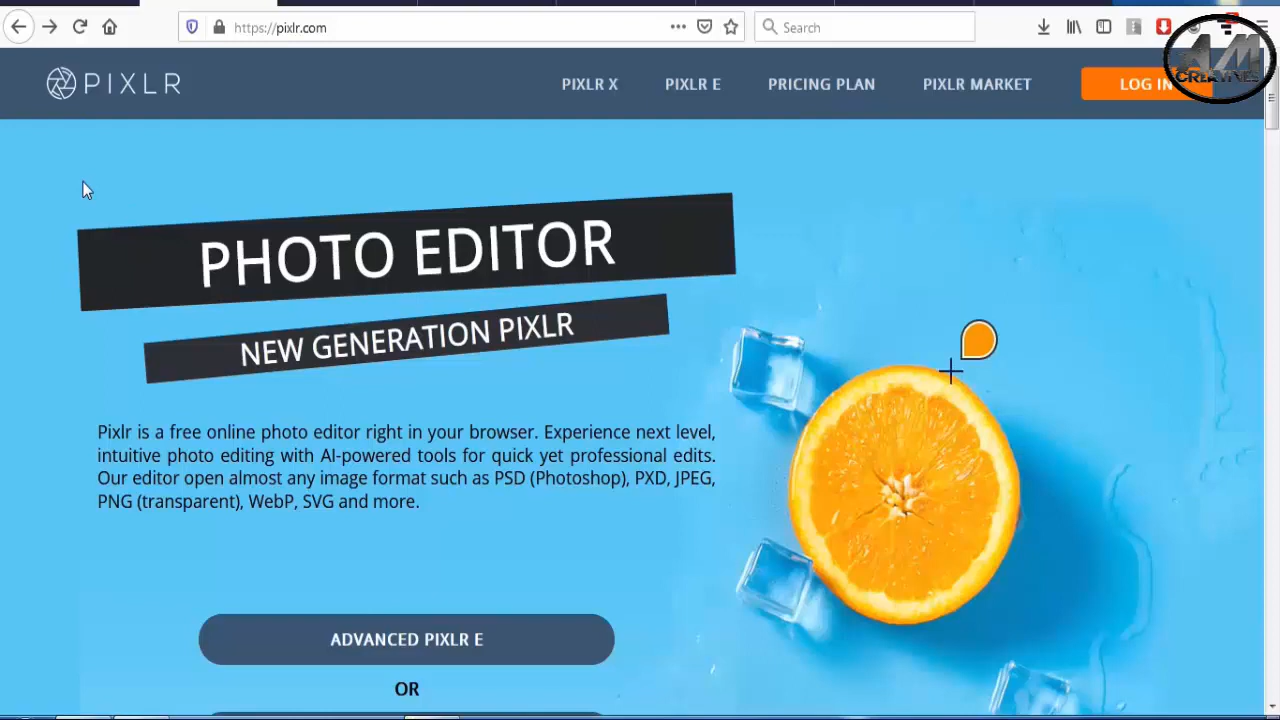 https://pixlr.com
Search
PIXLR
PIXLR X
PIXLR E
PRICING PLAN
PIXLR MARKET
LOG IN
PHOTO EDITOR
NEW GENERATION PIXLR
Pixlr is a free online photo editor right in your browser. Experience next level,
intuitive photo editing with AI-powered tools for quick yet professional edits.
Our editor open almost any image format such as PSD (Photoshop), PXD, JPEG,
PNG (transparent), WebP, SVG and more.
ADVANCED PIXLR E
OR